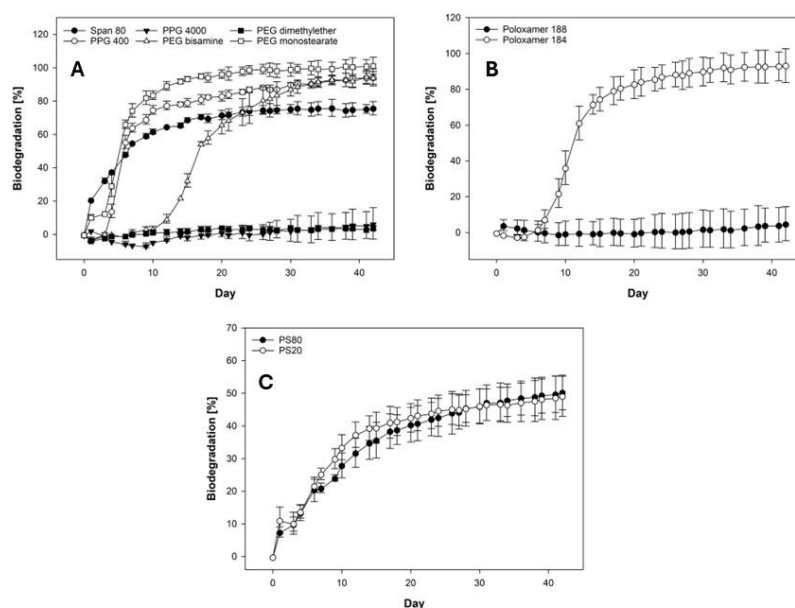 Span 80 PPG 4000 PEG dimethylether
PPG 400 PEG bisamine PEG monostearate
A
120
100
80
60
40
20
0
Biodegradation [%]
0 10 20 30 40
Day
Poloxamer 188
Poloxamer 184
B
120
100
80
60
40
20
0
Biodegradation [%]
0 10 20 30 40
Day
PS80
PS20
C
70
60
50
40
30
20
10
0
Biodegradation [%]
0 10 20 30 40
Day